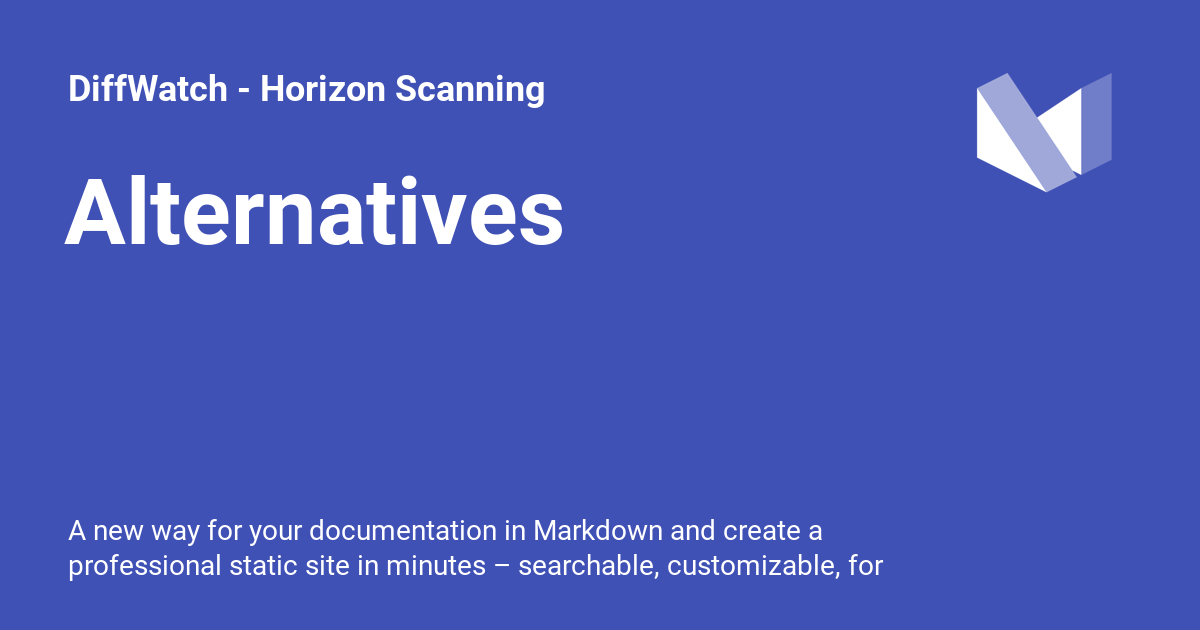 DiffWatch - Horizon Scanning
Alternatives
A new way for your documentation in Markdown and create a
professional static site in minutes – searchable, customizable, for